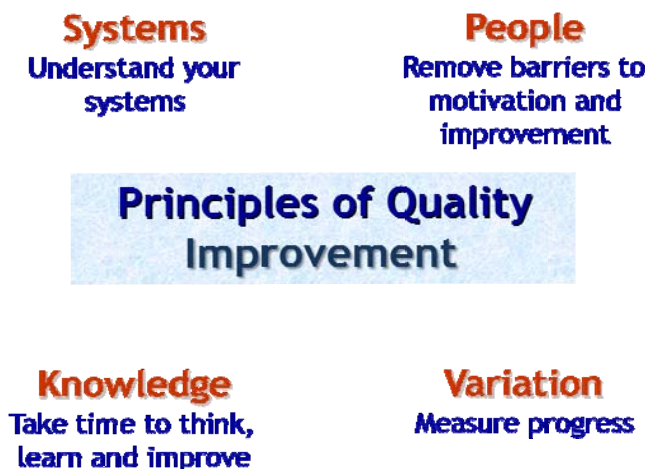 Systems
Understand your
systems
People
Remove barriers to
motivation and
improvement
Principles of Quality
Improvement
Knowledge
Take time to think,
learn and improve
Variation
Measure progress